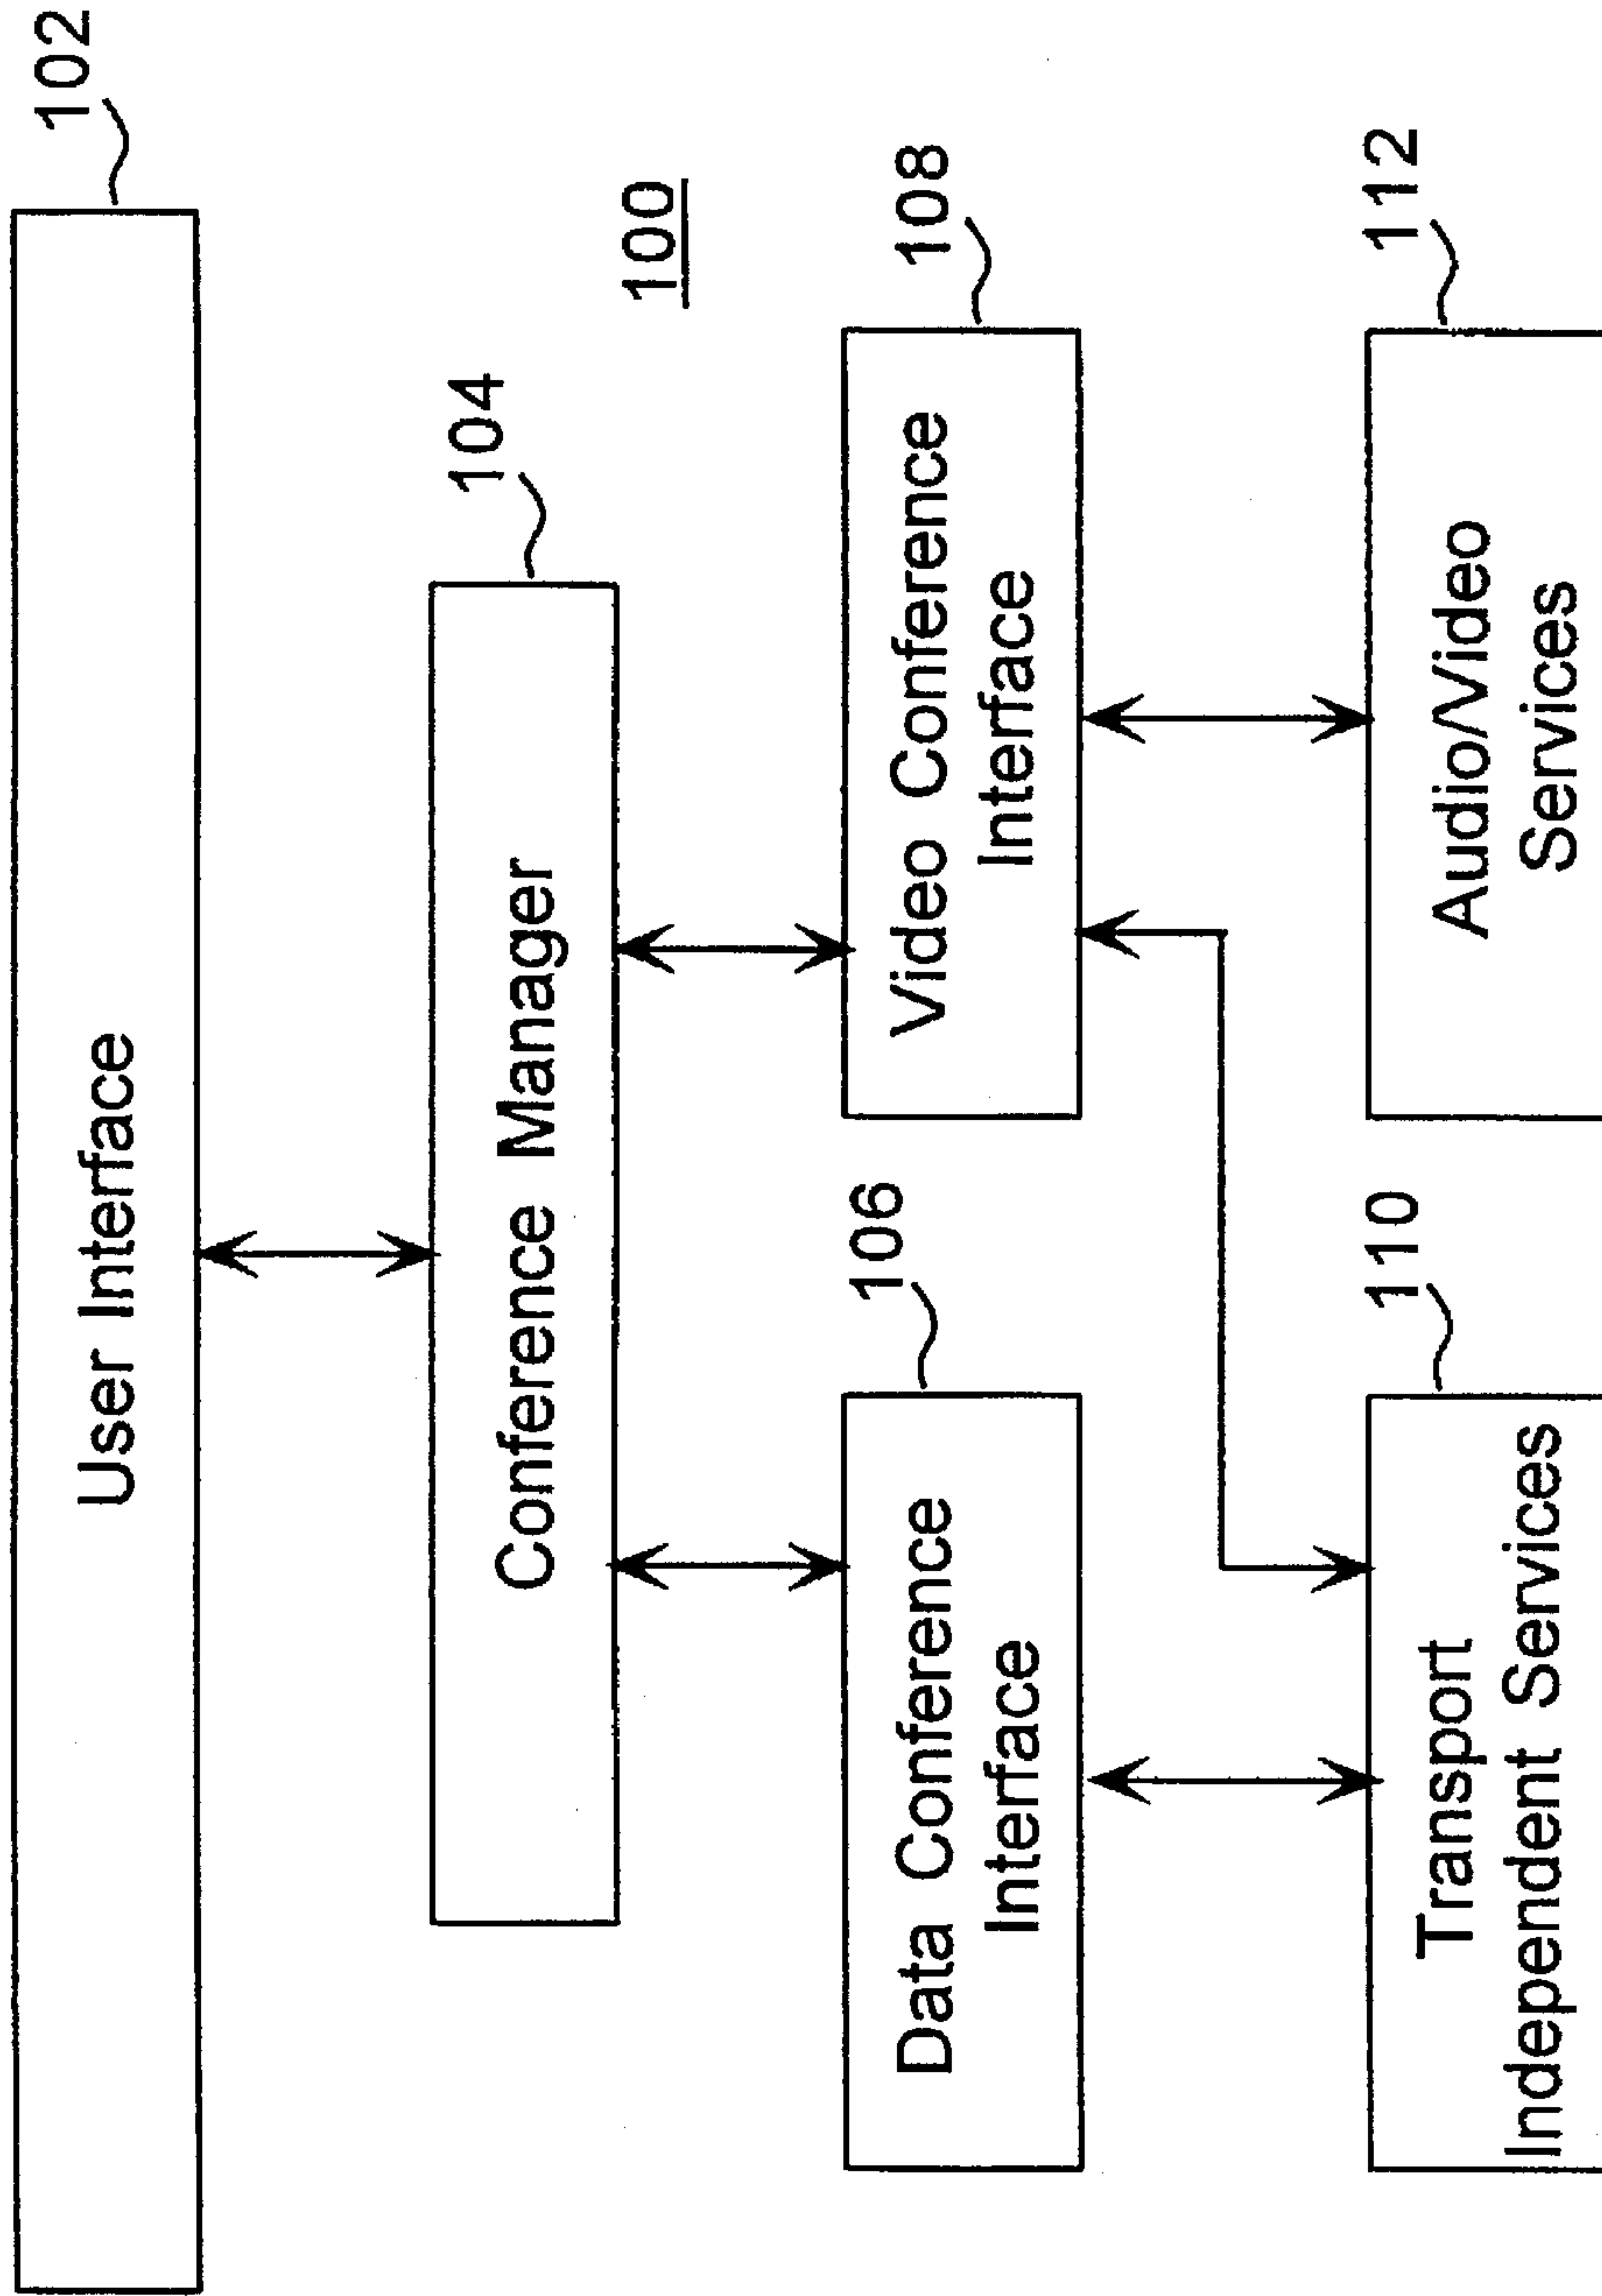 102
User Interface
104
Conference Manager
100
106
Data Conference
Interface
108
Video Conference
Interface
110
Transport
Independent Services
112
Audio/Video
Services